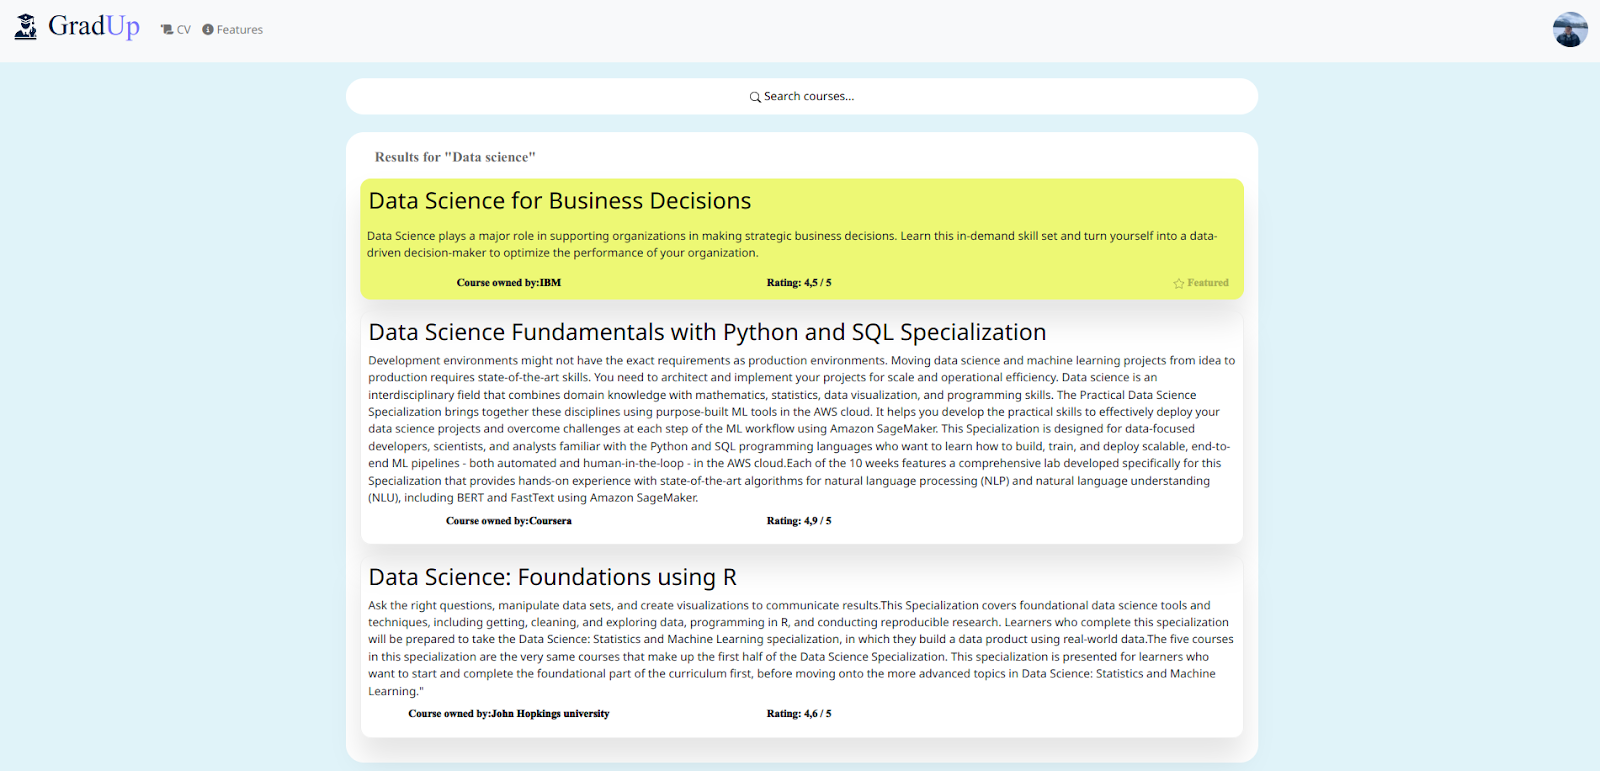 GradUp
CV
Features
Search courses...
Results for "Data science"
Data Science for Business Decisions
Data Science plays a major role in supporting organizations in making strategic business decisions. Learn this in-demand skill set and turn yourself into a data-
driven decision-maker to optimize the performance of your organization.
Course owned by:IBM
Rating: 4,5 / 5
Featured
Data Science Fundamentals with Python and SQL Specialization
Development environments might not have the exact requirements as production environments. Moving data science and machine learning projects from idea to
production requires state-of-the-art skills. You need to architect and implement your projects for scale and operational efficiency. Data science is an
interdisciplinary field that combines domain knowledge with mathematics, statistics, data visualization, and programming skills. The Practical Data Science
Specialization brings together these disciplines using purpose-built ML tools in the AWS cloud. It helps you develop the practical skills to effectively deploy your
data science projects and overcome challenges at each step of the ML workflow using Amazon SageMaker. This Specialization is designed for data-focused
developers, scientists, and analysts familiar with the Python and SQL programming languages who want to learn how to build, train, and deploy scalable, end-to-
end ML pipelines - both automated and human-in-the-loop - in the AWS cloud.Each of the 10 weeks features a comprehensive lab developed specifically for this
Specialization that provides hands-on experience with state-of-the-art algorithms for natural language processing (NLP) and natural language understanding
(NLU), including BERT and FastText using Amazon SageMaker.
Course owned by:Coursera
Rating: 4,9 / 5
Data Science: Foundations using R
Ask the right questions, manipulate data sets, and create visualizations to communicate results.This Specialization covers foundational data science tools and
techniques, including getting, cleaning, and exploring data, programming in R, and conducting reproducible research. Learners who complete this specialization
will be prepared to take the Data Science: Statistics and Machine Learning specialization, in which they build a data product using real-world data.The five courses
in this specialization are the very same courses that make up the first half of the Data Science Specialization. This specialization is presented for learners who
want to start and complete the foundational part of the curriculum first, before moving onto the more advanced topics in Data Science: Statistics and Machine
Learning."
Course owned by:John Hopkings university
Rating: 4,6 / 5